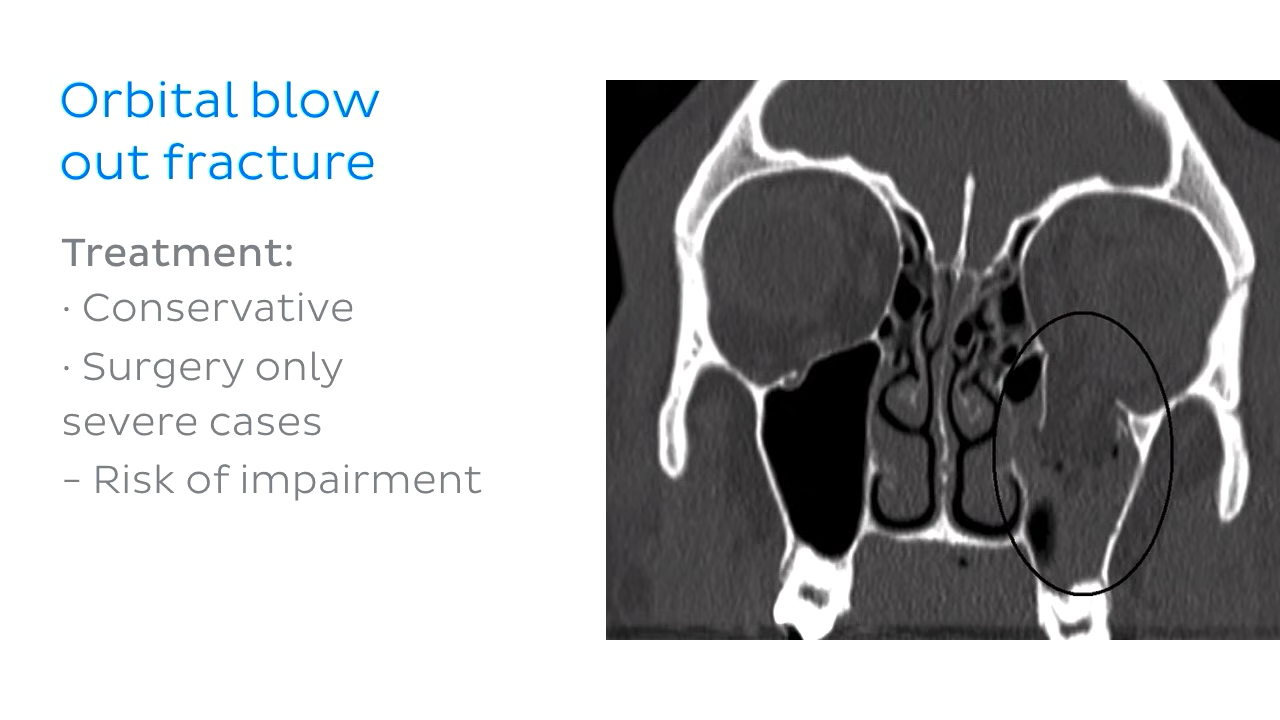 Orbital blow
out fracture
Treatment:
· Conservative
· Surgery only
severe cases
– Risk of impairment